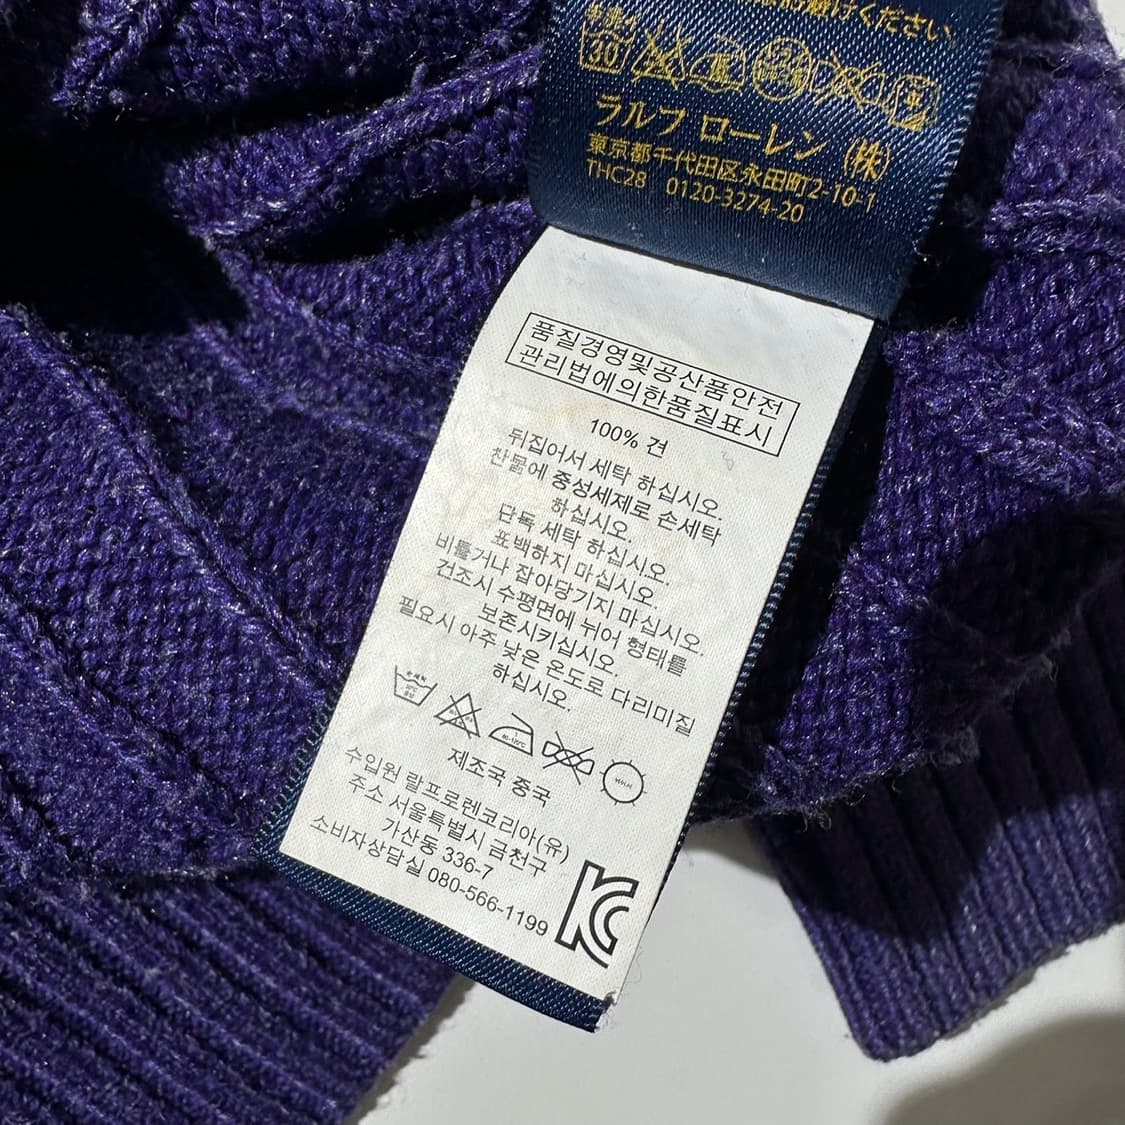 お避けください。
30
ラルフ ローレン (株)
東京都千代田区永田町2-10-1
THC28 0120-3274-20
품질경영및공산품안전
관리법에의한품질표시
100% 견
뒤집어서 세탁 하십시오.
찬물에 중성세제로 손세탁
하십시오.
단독 세탁 하십시오.
표백하지 마십시오.
비틀거나 잡아당기지 마십시오.
건조시 수평면에 뉘어 형태를
보존시키십시오.
필요시 아주 낮은 온도로 다리미질
하십시오.
제조국 중국
수입원 랄프로렌코리아(유)
주소 서울특별시 금천구
가산동 336-7
소비자상담실 080-566-1199